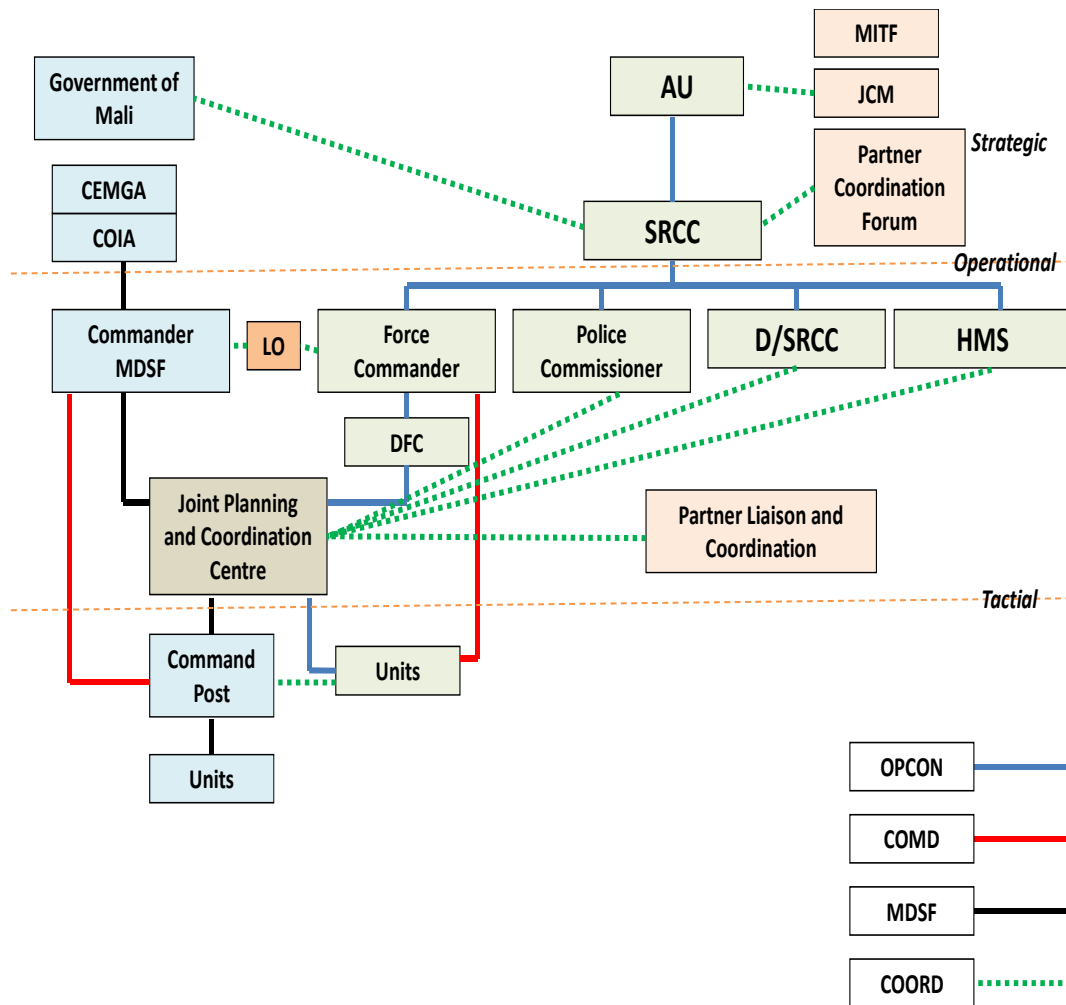 MITF
Government of
Mali
AU
JCM
Strategic
Partner
Coordination
Forum
CEMGA
COIA
SRCC
Operational
Commander
MDSF
LO
Force
Commander
Police
Commissioner
D/SRCC
HMS
DFC
Joint Planning
and Coordination
Centre
Partner Liaison and
Coordination
Tactial
Command
Post
Units
Units
OPCON
COMD
MDSF
COORD